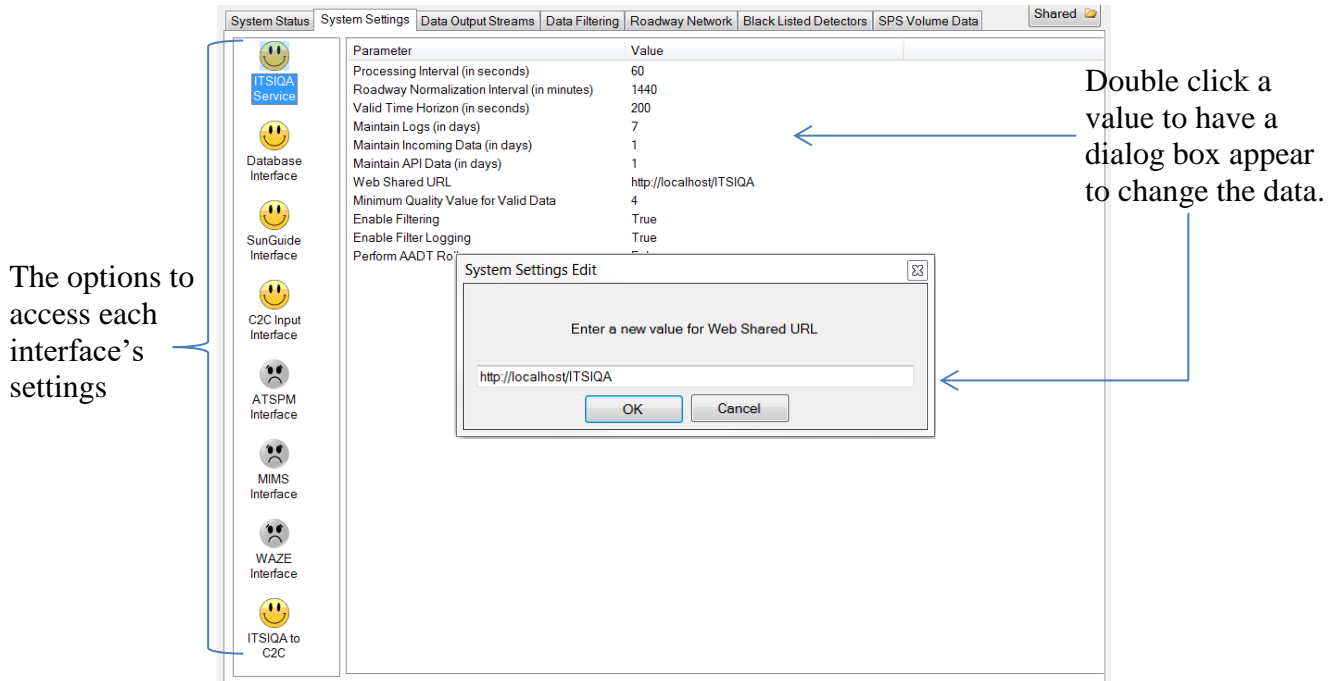 System Status System Settings Data Output Streams Data Filtering Roadway Network Black Listed Detectors SPS Volume Data Shared
Parameter Value
Processing Interval (in seconds) 60
Roadway Normalization Interval (in minutes) 1440
Valid Time Horizon (in seconds) 200
Maintain Logs (in days) 7
Maintain Incoming Data (in days) 1
Maintain API Data (in days) 1
Web Shared URL http://localhost/ITSIQA
Minimum Quality Value for Valid Data 4
Enable Filtering True
Enable Filter Logging True
Perform AADT
ITSIQA
Service
Database
Interface
SunGuide
Interface
C2C Input
Interface
ATSPM
Interface
MIMS
Interface
WAZE
Interface
ITSIQA to
C2C
System Settings Edit
Enter a new value for Web Shared URL
http://localhost/ITSIQA
OK Cancel
The options to
access each
interface’s
settings
Double click a
value to have a
dialog box appear
to change the data.